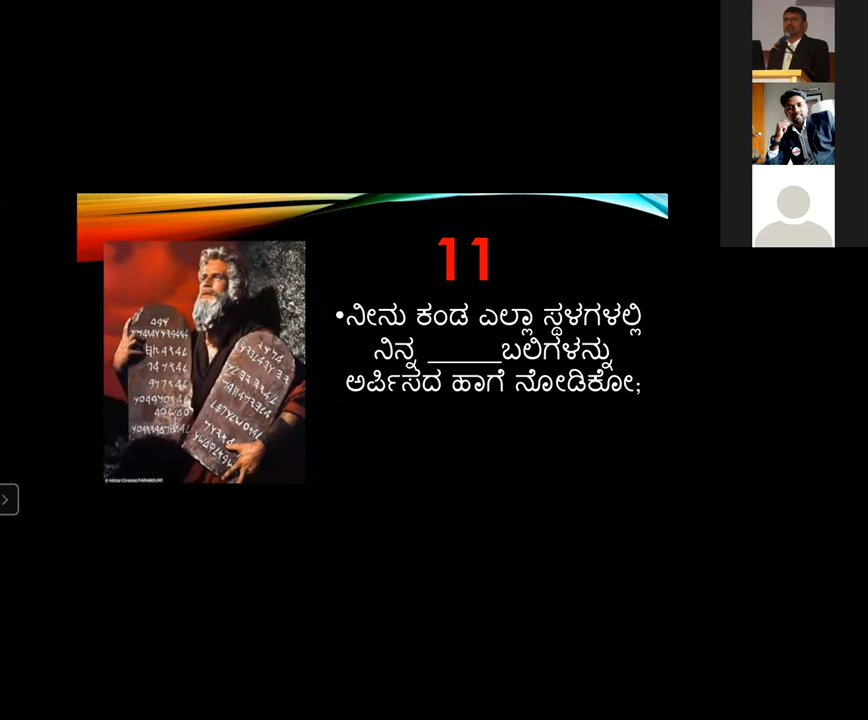 11
•ನೀನು ಕಂಡ ಎಲ್ಲಾ ಸ್ಥಳಗಳಲ್ಲಿ
ನಿನ್ನ _____ಬಲಿಗಳನ್ನು
ಅರ್ಪಿಸದ ಹಾಗೆ ನೋಡಿಕೋ;